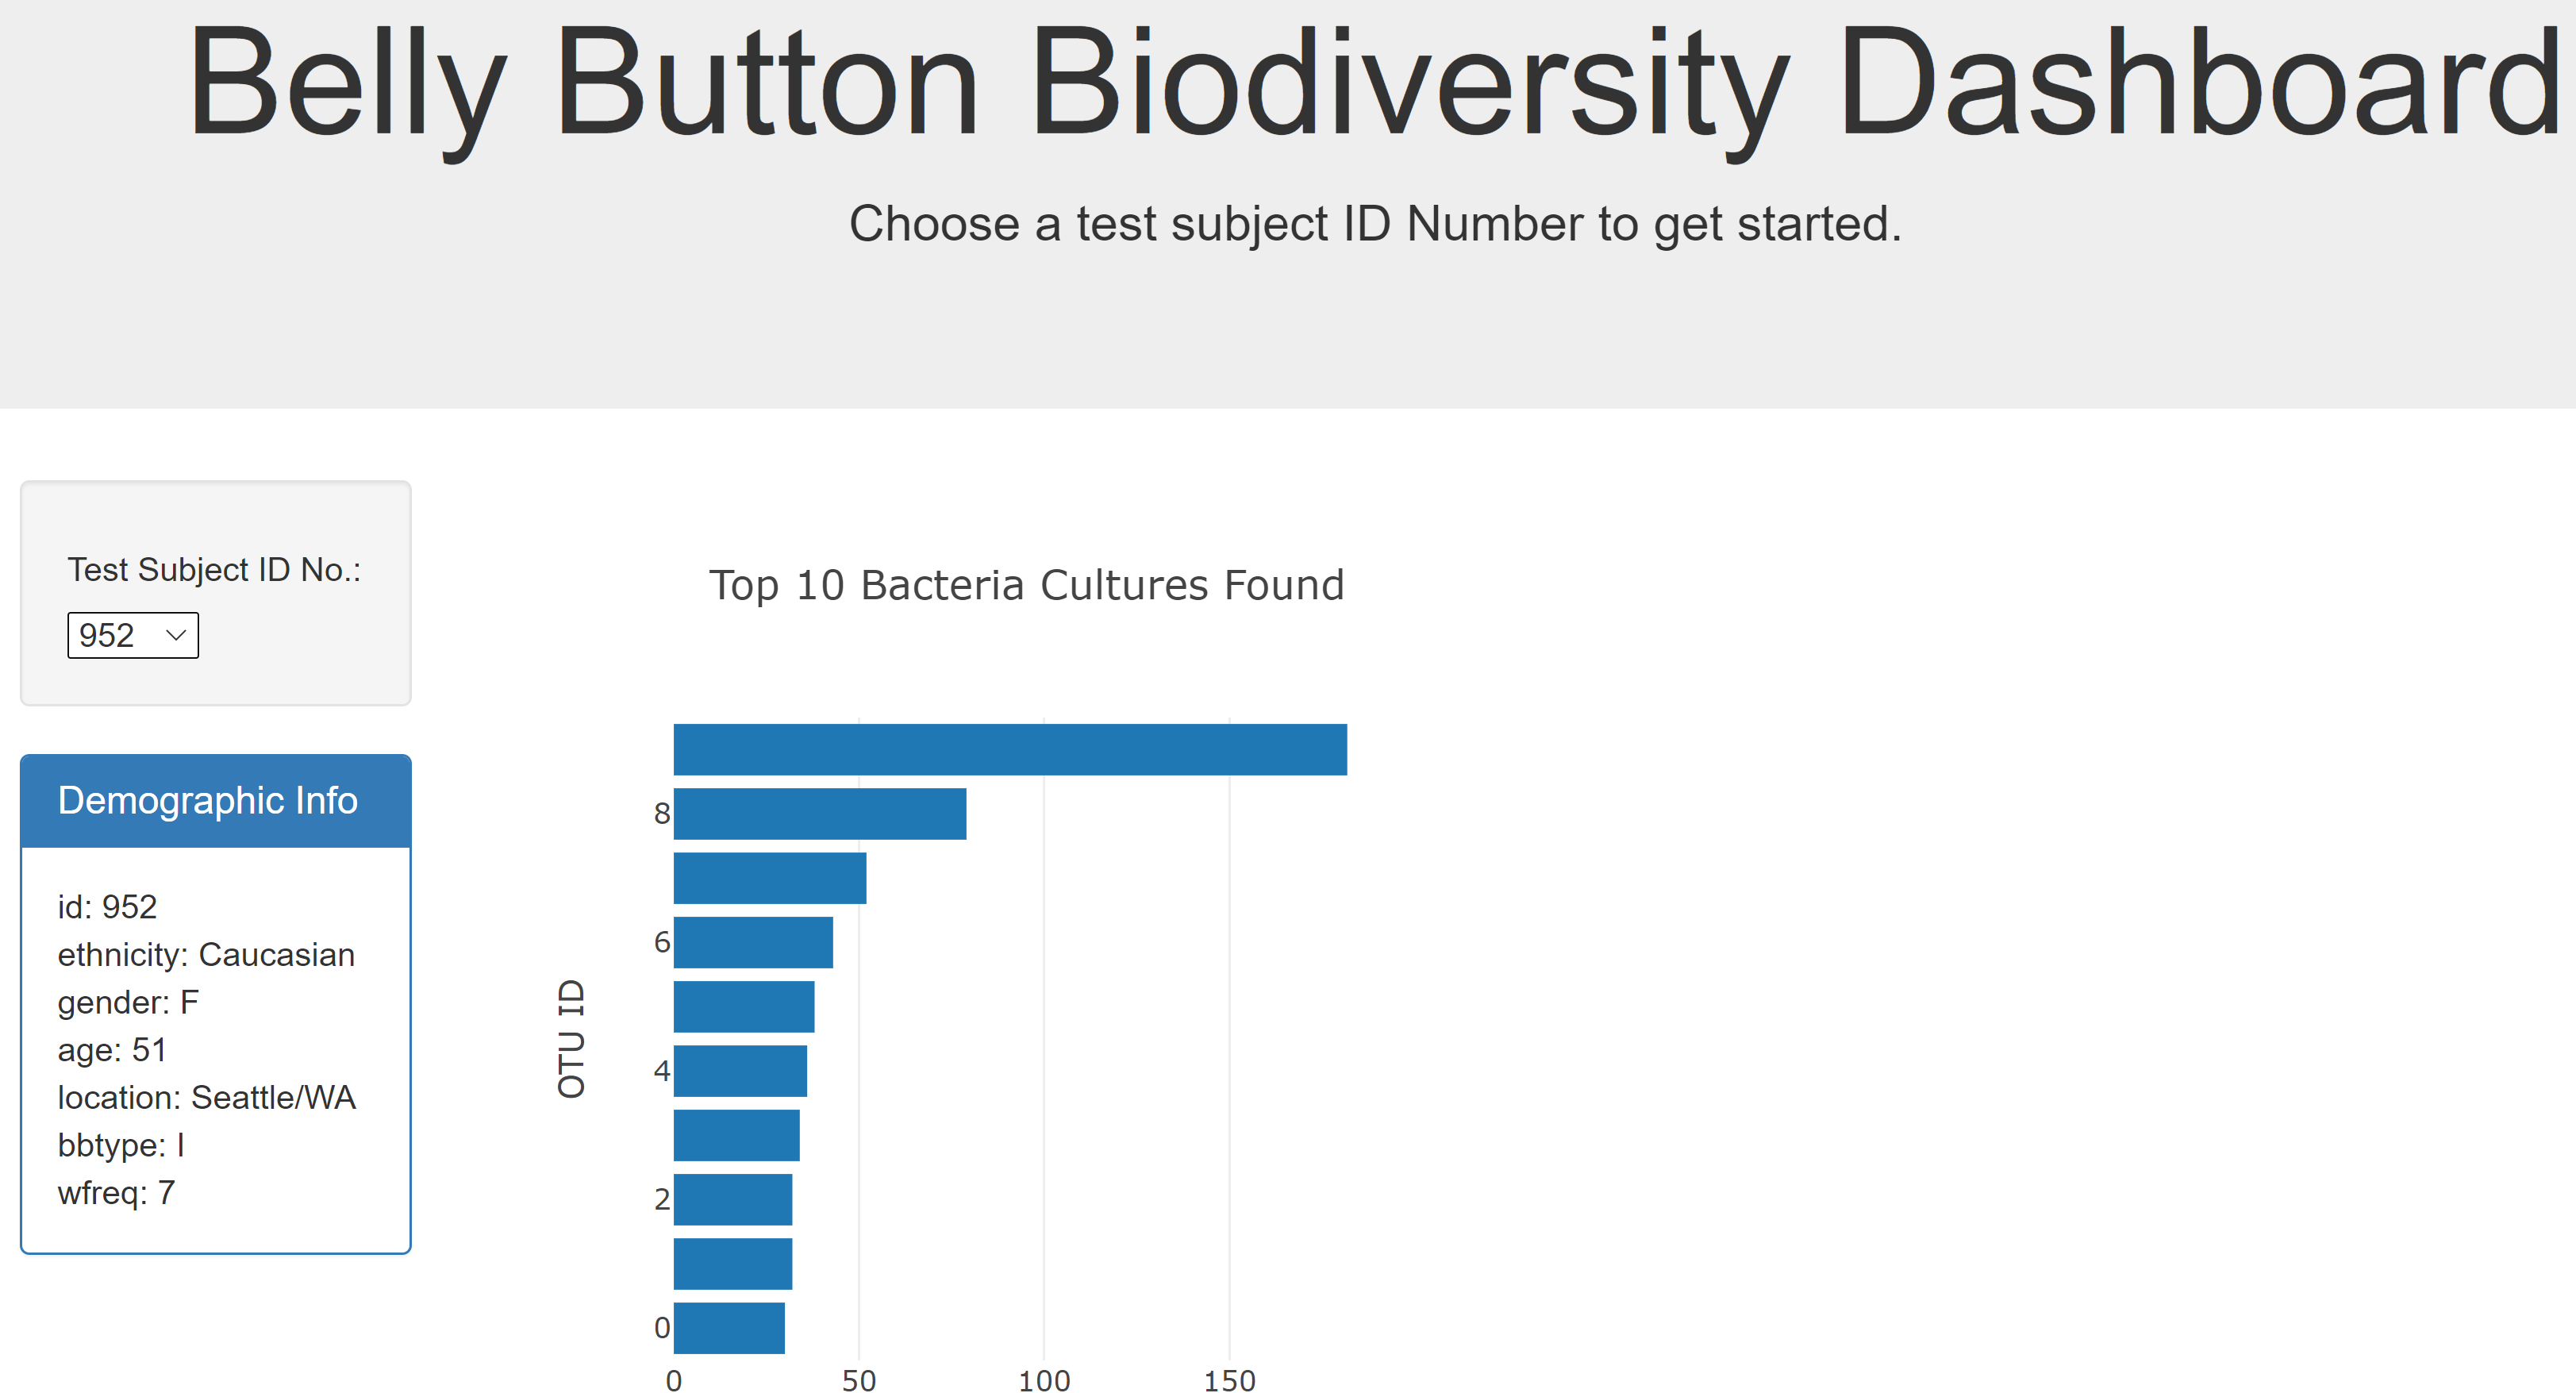 Belly Button Biodiversity Dashboard
Choose a test subject ID Number to get started.
Test Subject ID No.:
952
Demographic Info
id: 952
ethnicity: Caucasian
gender: F
age: 51
location: Seattle/WA
bbtype: I
wfreq: 7
Top 10 Bacteria Cultures Found
OTU ID
8
6
4
2
0
0 50 100 150